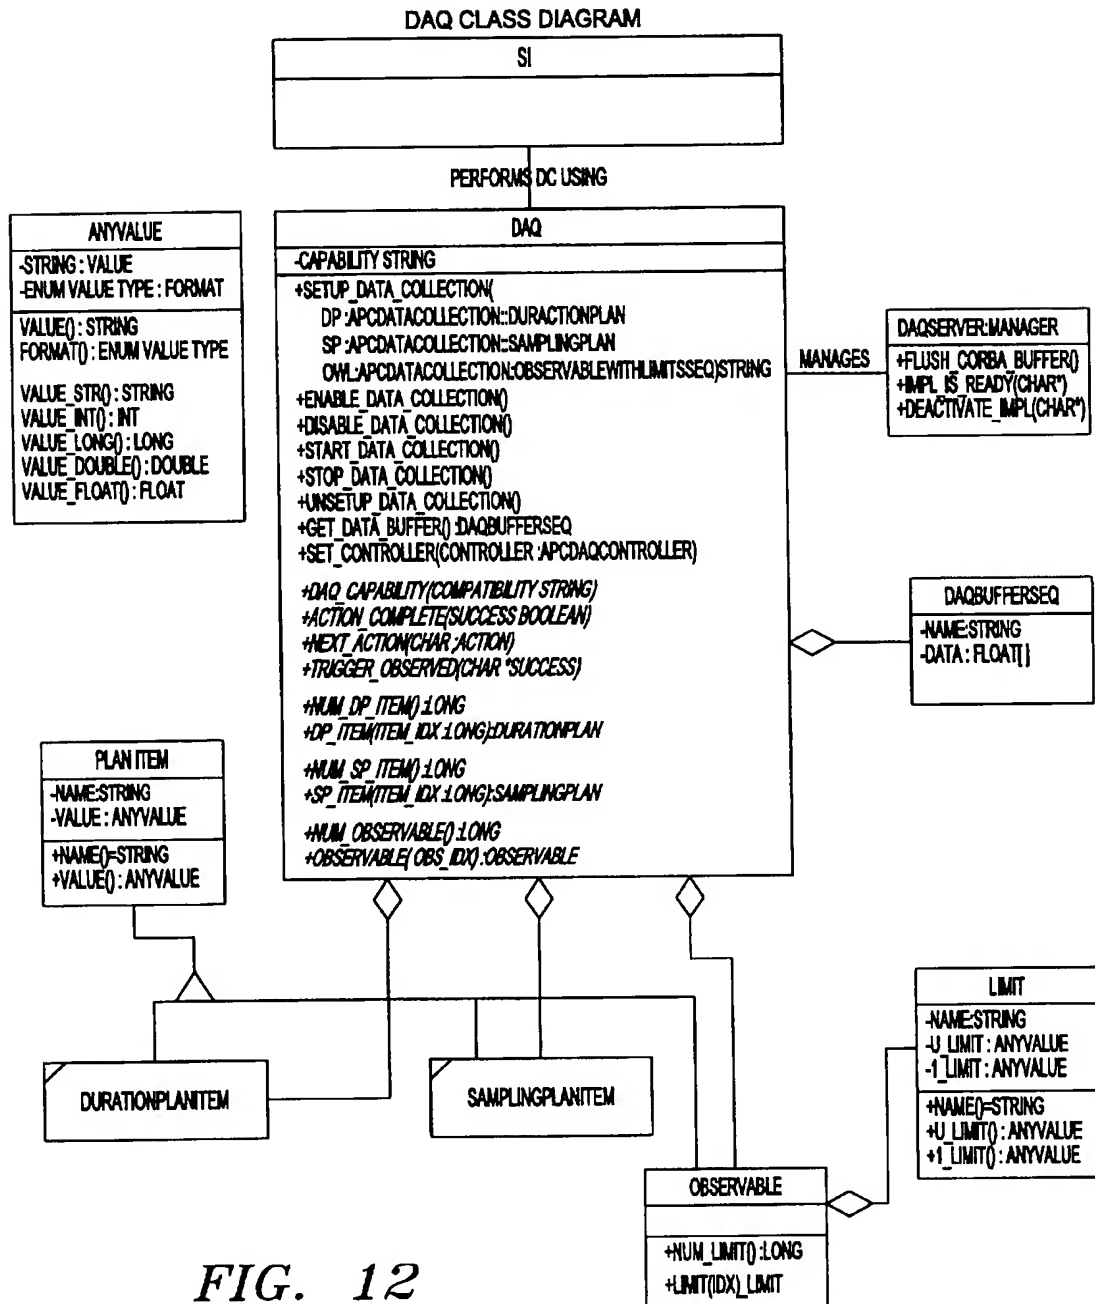 DAQ CLASS DIAGRAM
SI
PERFORMS DC USING
ANYVALUE
-STRING : VALUE
-ENUM VALUE TYPE : FORMAT
VALUE() : STRING
FORMAT() : ENUM VALUE TYPE
VALUE_STR() : STRING
VALUE_INT() : INT
VALUE_LONG() : LONG
VALUE_DOUBLE() : DOUBLE
VALUE_FLOAT() : FLOAT
DAQ
-CAPABILITY STRING
+SETUP_DATA_COLLECTION(
DP :APCDATACOLLECTION::DURACTIONPLAN
SP :APCDATACOLLECTION::SAMPLINGPLAN
OWL:APCDATACOLLECTION:OBSERVABLEWITHLIMITSSEQ)STRING
+ENABLE_DATA_COLLECTION()
+DISABLE_DATA_COLLECTION()
+START_DATA_COLLECTION()
+STOP_DATA_COLLECTION()
+UNSETUP_DATA_COLLECTION()
+GET_DATA_BUFFER() :DAQBUFFERSEQ
+SET_CONTROLLER(CONTROLLER :APCDAQCONTROLLER)
+DAQ_CAPABILITY(COMPATIBILITY STRING)
+ACTION_COMPLETE(SUCCESS BOOLEAN)
+NEXT_ACTION(CHAR ;ACTION)
+TRIGGER_OBSERVED(CHAR *SUCCESS)
+NUM_DP_ITEM() :LONG
+DP_ITEM(ITEM_IDX :LONG):DURATIONPLAN
+NUM_SP_ITEM() :LONG
+SP_ITEM(ITEM_IDX :LONG):SAMPLINGPLAN
+NUM_OBSERVABLE() :LONG
+OBSERVABLE( OBS_IDX) :OBSERVABLE
MANAGES
DAQSERVER:MANAGER
+FLUSH_CORBA_BUFFER()
+IMPL_IS_READY(CHAR*)
+DEACTIVATE_IMPL(CHAR*)
DAQBUFFERSEQ
-NAME:STRING
-DATA : FLOAT[ ]
PLAN ITEM
-NAME:STRING
-VALUE : ANYVALUE
+NAME()=STRING
+VALUE() : ANYVALUE
DURATIONPLANITEM
SAMPLINGPLANITEM
LIMIT
-NAME:STRING
-U_LIMIT : ANYVALUE
-1_LIMIT : ANYVALUE
+NAME()=STRING
+U_LIMIT() : ANYVALUE
+1_LIMIT() : ANYVALUE
OBSERVABLE
+NUM_LIMIT() :LONG
+LIMIT(IDX)_LIMIT
FIG. 12